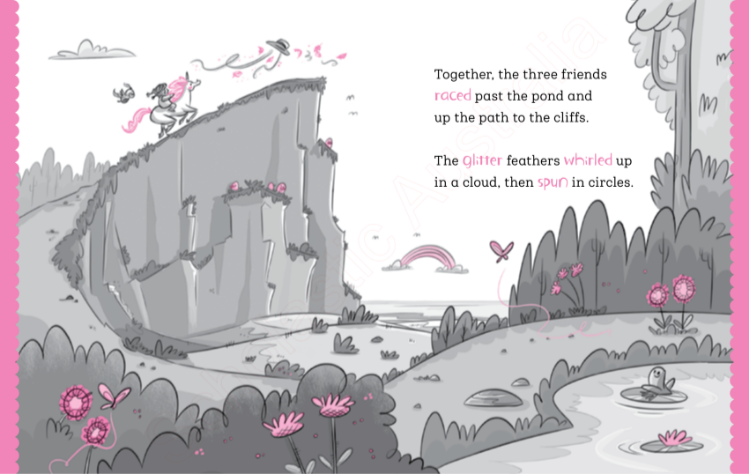 Together, the three friends
raced past the pond and
up the path to the cliffs.
The glitter feathers whirled up
in a cloud, then spun in circles.